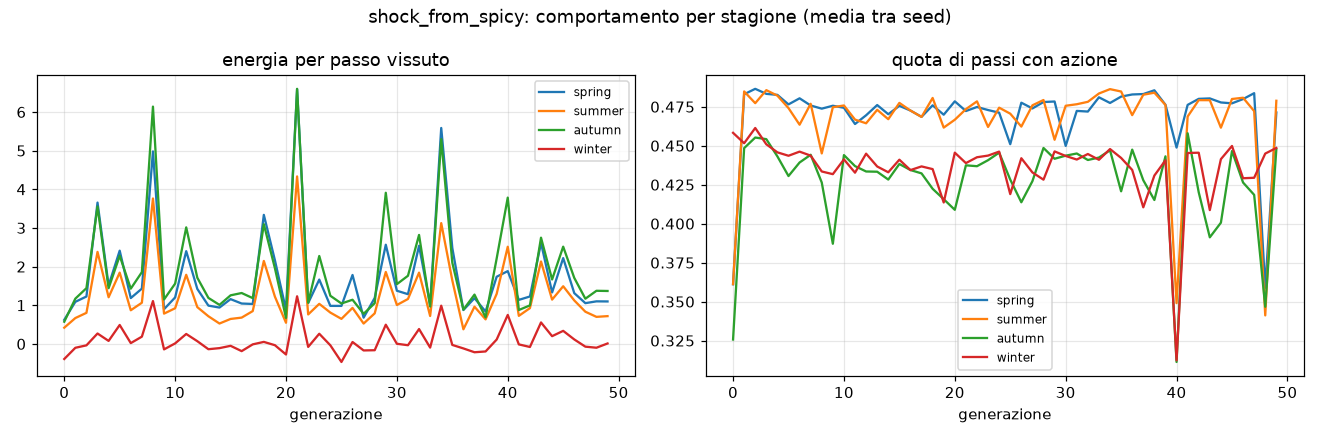 shock_from_spicy: comportamento per stagione (media tra seed)
energia per passo vissuto
6
5
4
3
2
1
0
0 10 20 30 40 50
generazione
spring
summer
autumn
winter
quota di passi con azione
0.475
0.450
0.425
0.400
0.375
0.350
0.325
0 10 20 30 40 50
generazione
spring
summer
autumn
winter